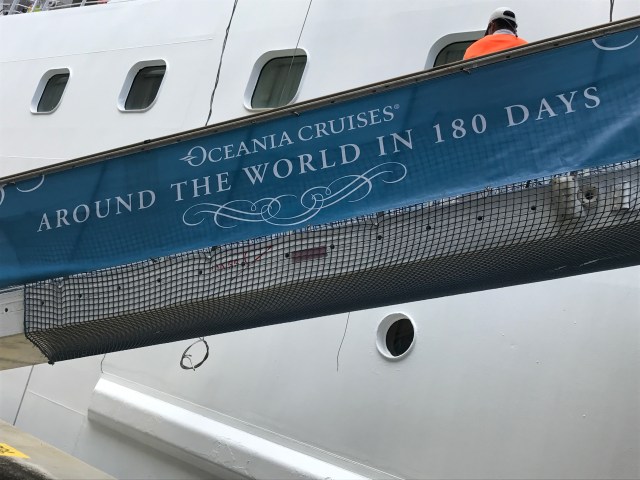 OCEANIA CRUISES®
AROUND THE WORLD IN 180 DAYS